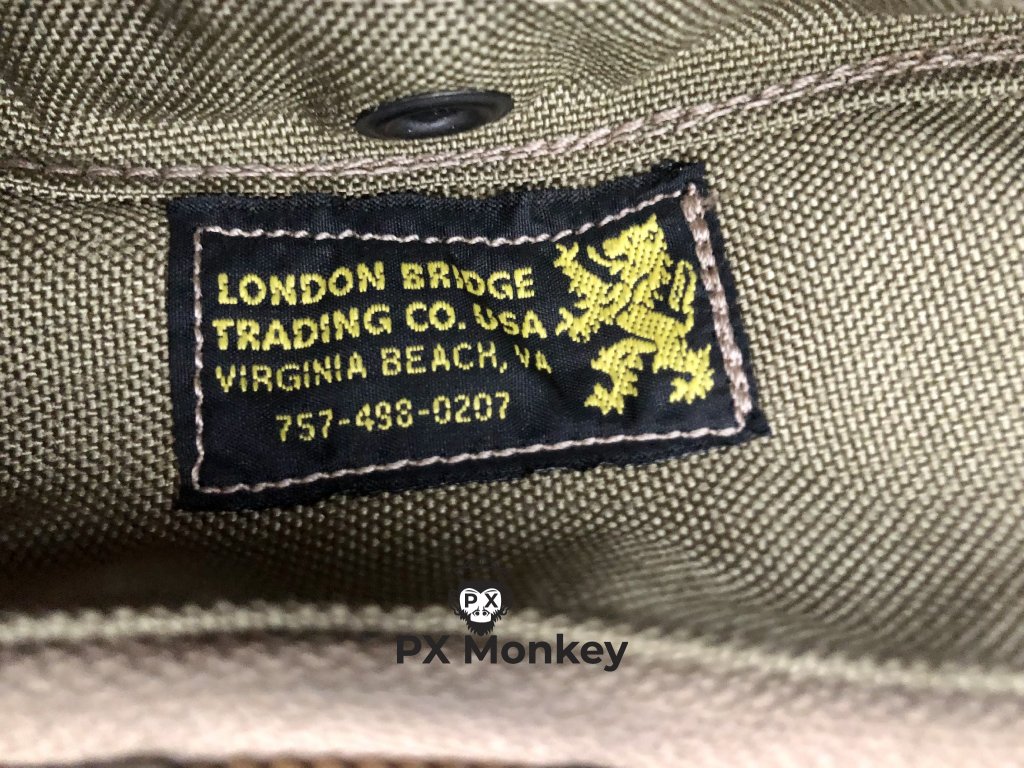 LONDON BRIDGE
TRADING CO. USA
VIRGINIA BEACH, VA
757-498-0207
PX
PX Monkey